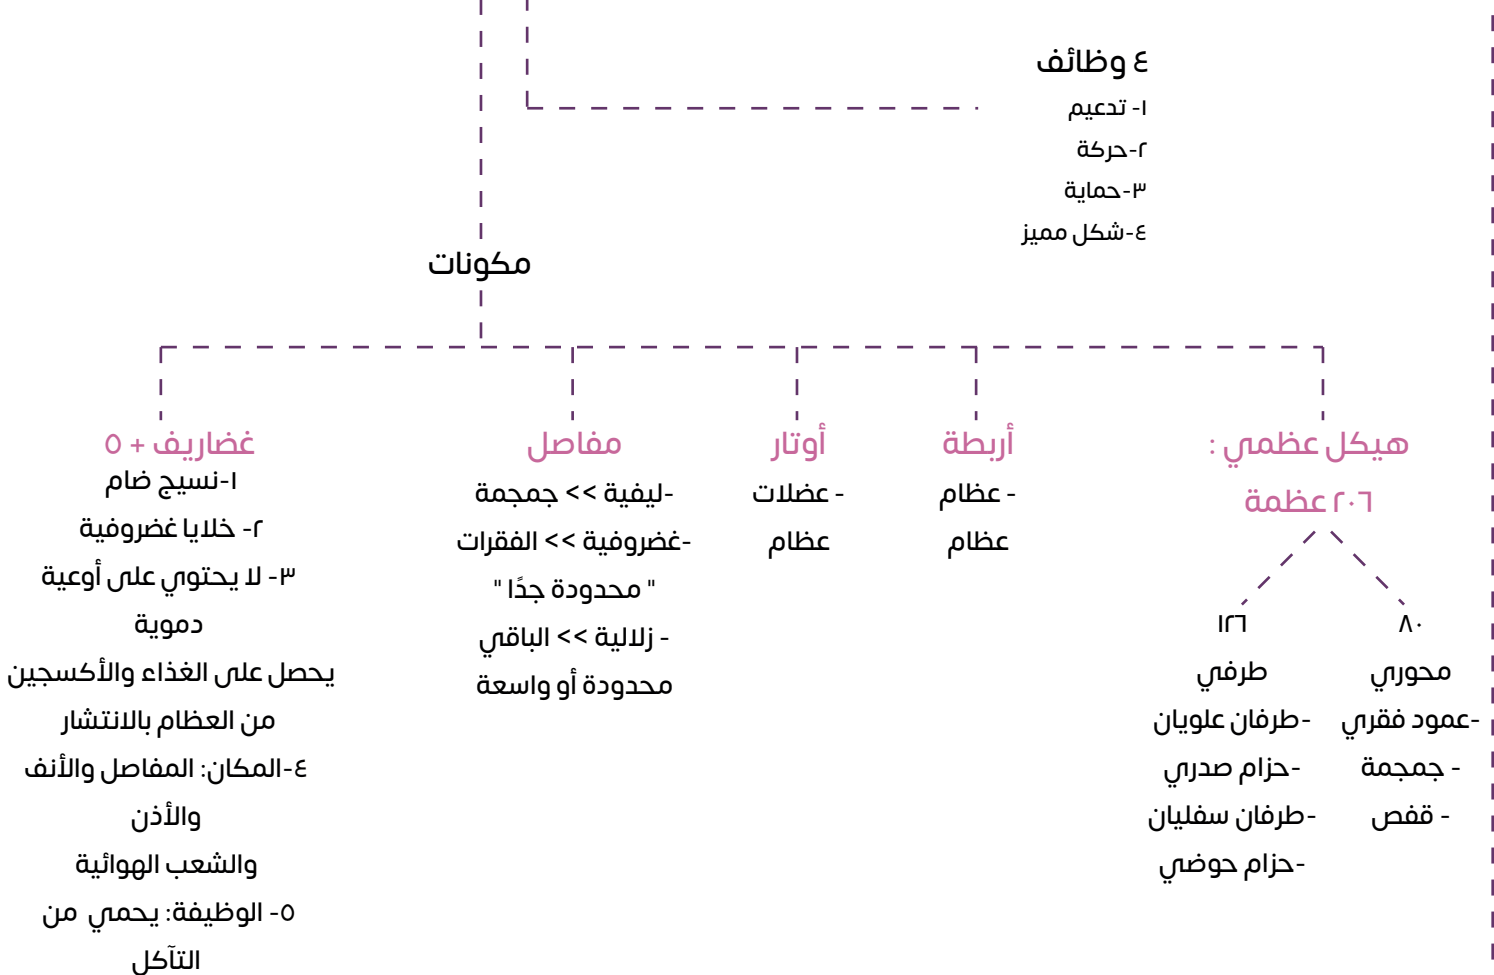 ٤ وظائف
١- تدعيم
٢-حركة
٣-حماية
٤-شكل مميز
مكونات
هيكل عظمي :
٢٠٦ عظمة
٨٠
محوري
-عمود فقري
- جمجمة
- قفص
١٢٦
طرفي
-طرفان علويان
-حزام صدري
-طرفان سفليان
-حزام حوضي
أربطة
- عظام
عظام
أوتار
- عضلات
عظام
مفاصل
-ليفية >> جمجمة
-غضروفية >> الفقرات
" محدودة جدًا "
- زلالية >> الباقي
محدودة أو واسعة
غضاريف + ٥
١-نسيج ضام
٢- خلايا غضروفية
٣- لا يحتوي على أوعية
دموية
يحصل على الغذاء والأكسجين
من العظام بالانتشار
٤-المكان: المفاصل والأنف
والأذن
والشعب الهوائية
٥- الوظيفة: يحمي من
التآكل